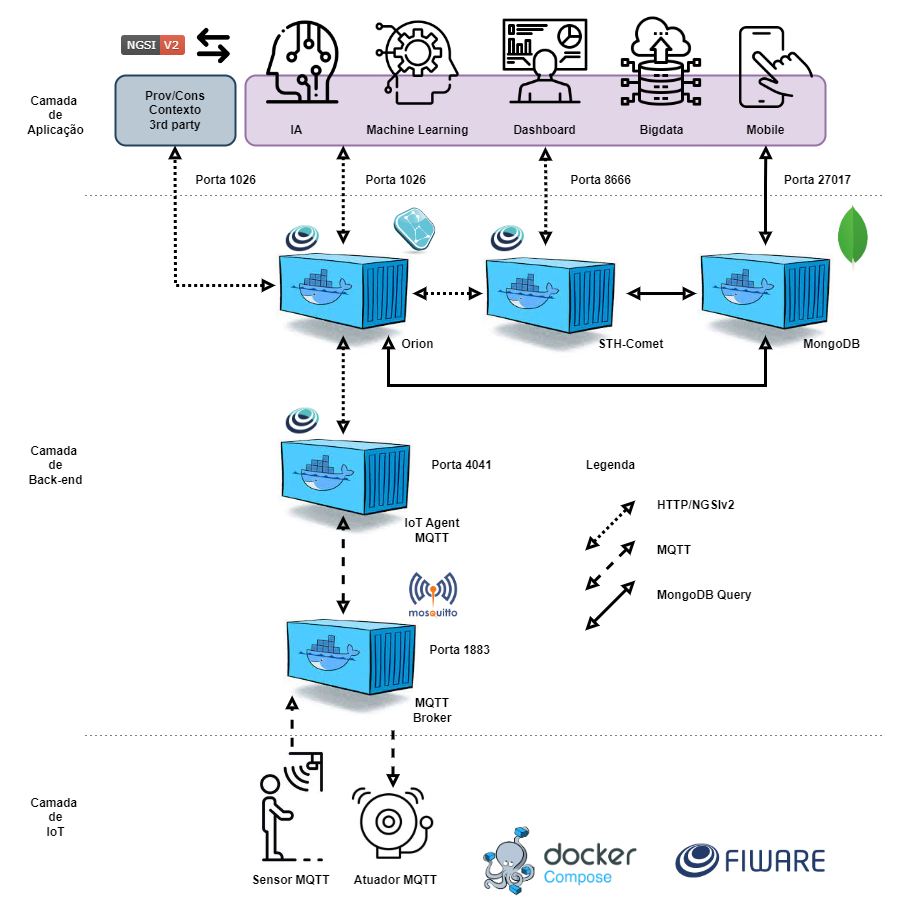 NGSI V2
Prov/Cons
Contexto
3rd party
IA
Machine Learning
Dashboard
Bigdata
Mobile
Camada
de
Aplicação
Porta 1026
Porta 1026
Porta 8666
Porta 27017
Orion
STH-Comet
MongoDB
Camada
de
Back-end
Porta 4041
IoT Agent
MQTT
Legenda
HTTP/NGSIv2
MQTT
MongoDB Query
mosquitto
Porta 1883
MQTT
Broker
Camada
de
IoT
Sensor MQTT
Atuador MQTT
docker
Compose
FIWARE